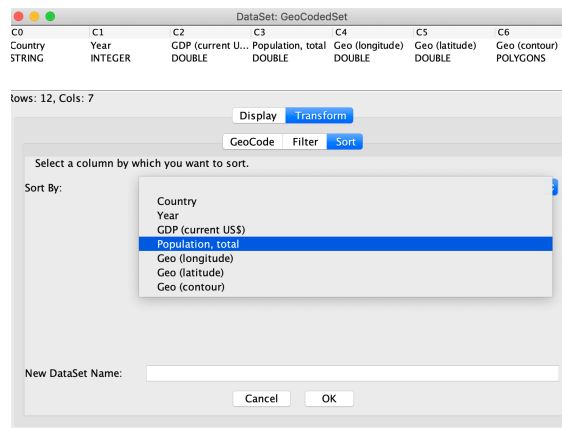 DataSet: GeoCodedSet
C0 C1 C2 C3 C4 C5 C6
Country Year GDP (current U... Population, total Geo (longitude) Geo (latitude) Geo (contour)
STRING INTEGER DOUBLE DOUBLE DOUBLE DOUBLE POLYGONS
Rows: 12, Cols: 7
Display Transform
GeoCode Filter Sort
Select a column by which you want to sort.
Sort By:
Country
Year
GDP (current US$)
Population, total
Geo (longitude)
Geo (latitude)
Geo (contour)
New DataSet Name:
Cancel OK